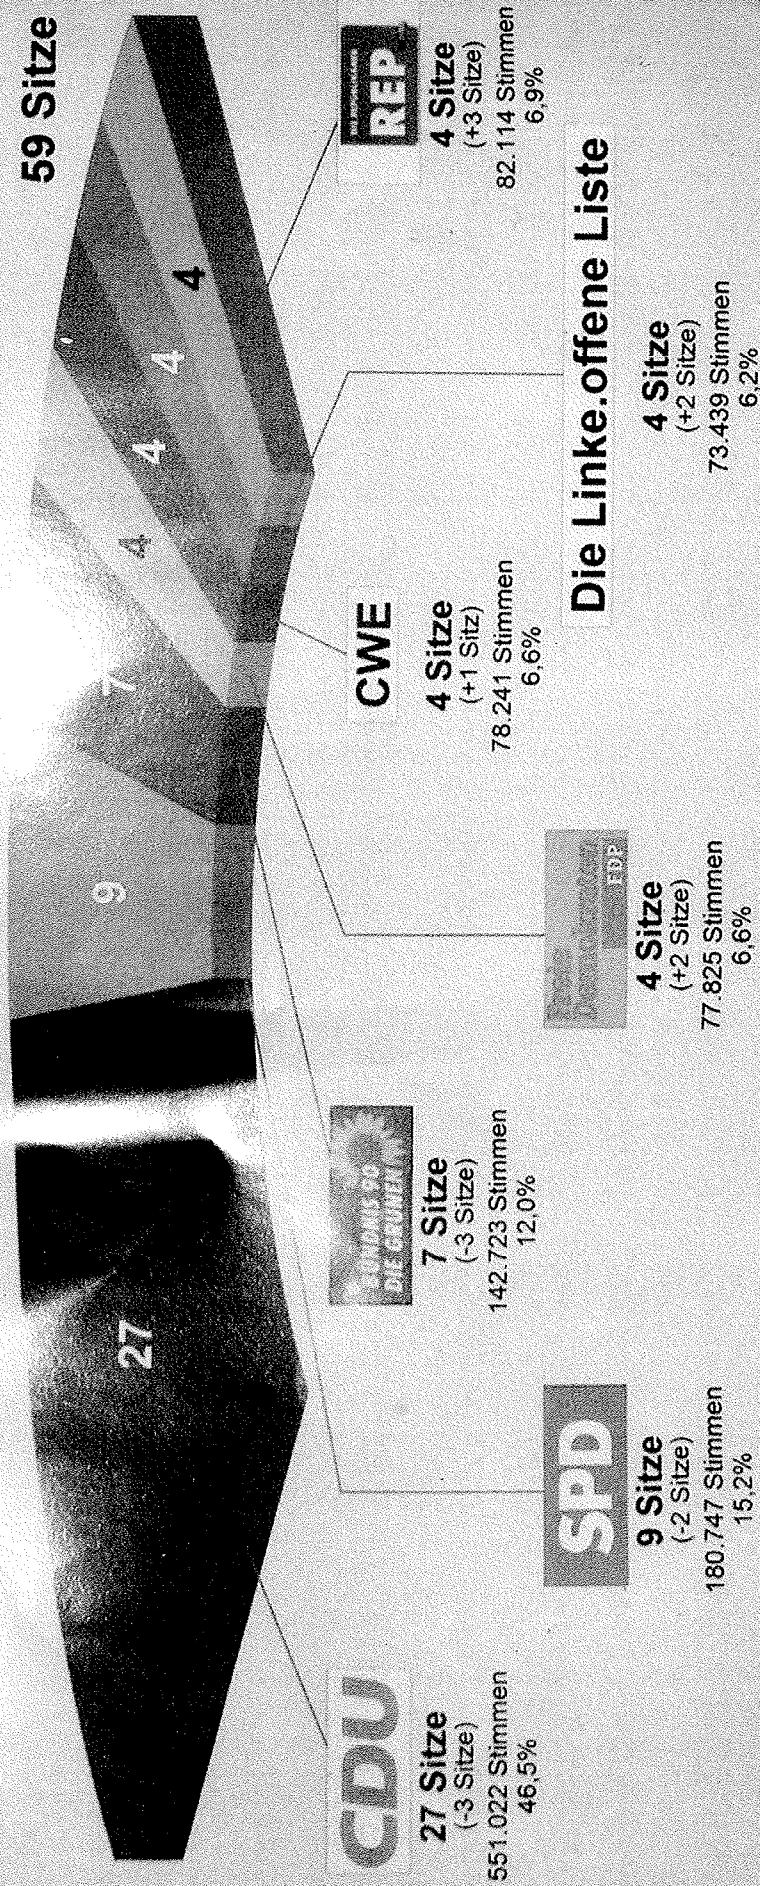 59 Sitze
27
9
7
4
4
4
4
CDU
27 Sitze
(-3 Sitze)
551.022 Stimmen
46,5%
SPD
9 Sitze
(-2 Sitze)
180.747 Stimmen
15,2%
BÜNDNIS 90
DIE GRÜNEN
7 Sitze
(-3 Sitze)
142.723 Stimmen
12,0%
Freie
Demokraten
FDP
4 Sitze
(+2 Sitze)
77.825 Stimmen
6,6%
CWE
4 Sitze
(+1 Sitz)
78.241 Stimmen
6,6%
Die Linke.offene Liste
4 Sitze
(+2 Sitze)
73.439 Stimmen
6,2%
REP
4 Sitze
(+3 Sitze)
82.114 Stimmen
6,9%